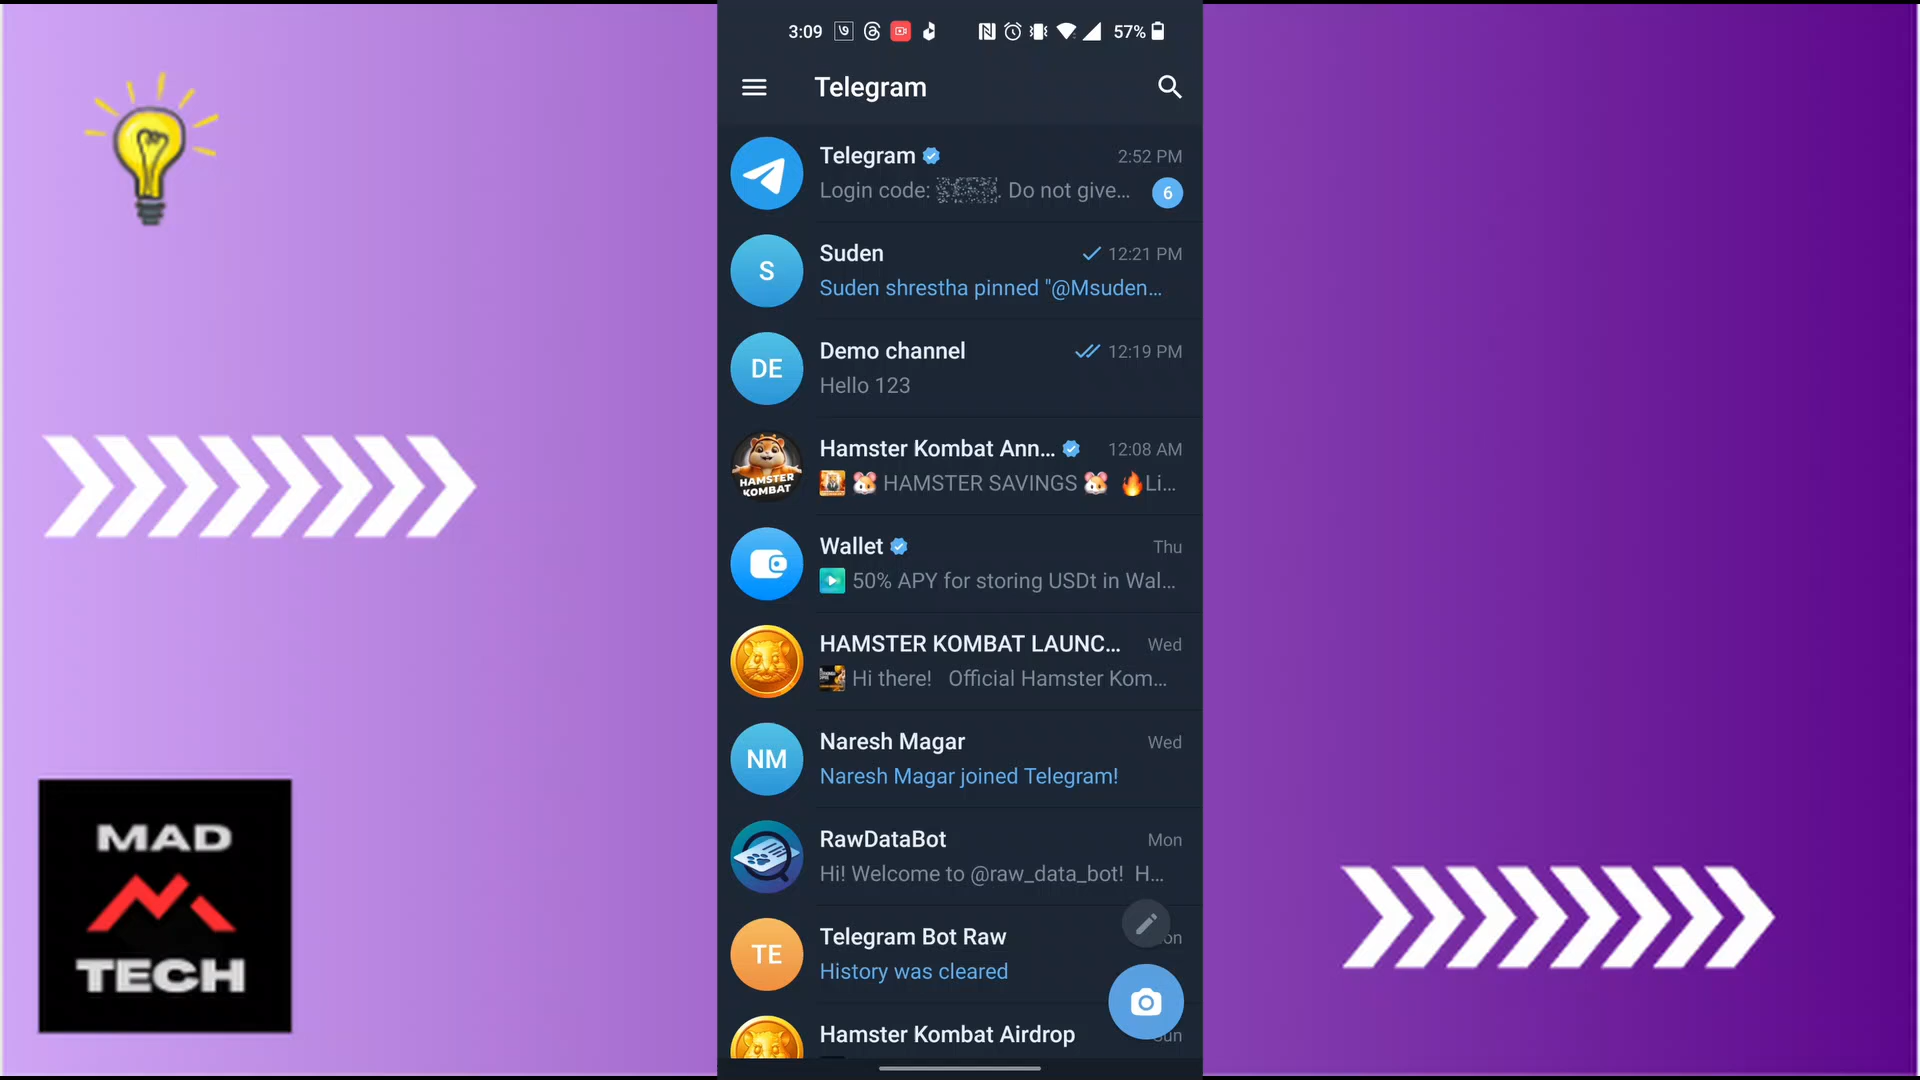 3:09
57%
Telegram
Telegram 2:52 PM
Login code: . Do not give... 6
S Suden 12:21 PM
Suden shrestha pinned "@Msuden...
DE Demo channel 12:19 PM
Hello 123
HAMSTER KOMBAT
Hamster Kombat Ann... 12:08 AM
HAMSTER SAVINGS Li...
Wallet Thu
50% APY for storing USDt in Wal...
HAMSTER KOMBAT LAUNC... Wed
Hi there! Official Hamster Kom...
NM Naresh Magar Wed
Naresh Magar joined Telegram!
RawDataBot Mon
Hi! Welcome to @raw_data_bot! H...
TE Telegram Bot Raw on
History was cleared
Hamster Kombat Airdrop Sun
MAD
TECH